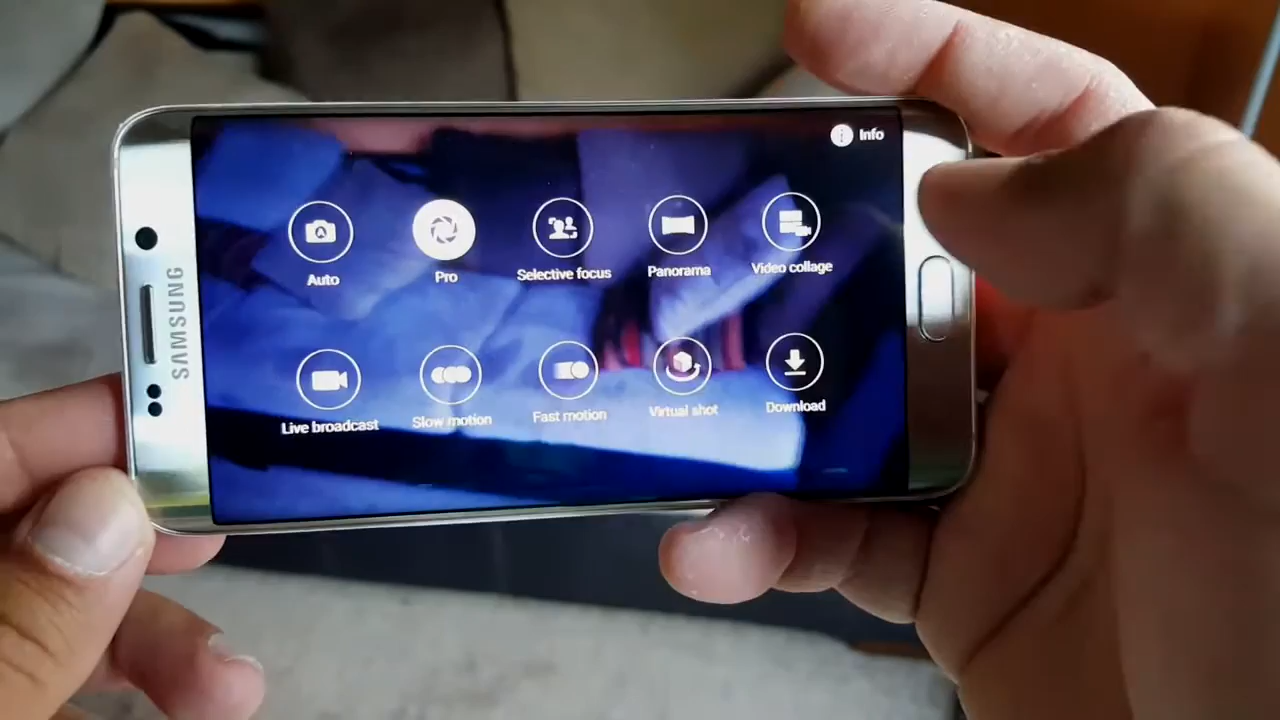 SAMSUNG
Info
Auto
Pro
Selective focus
Panorama
Video collage
Live broadcast
Slow motion
Fast motion
Virtual shot
Download